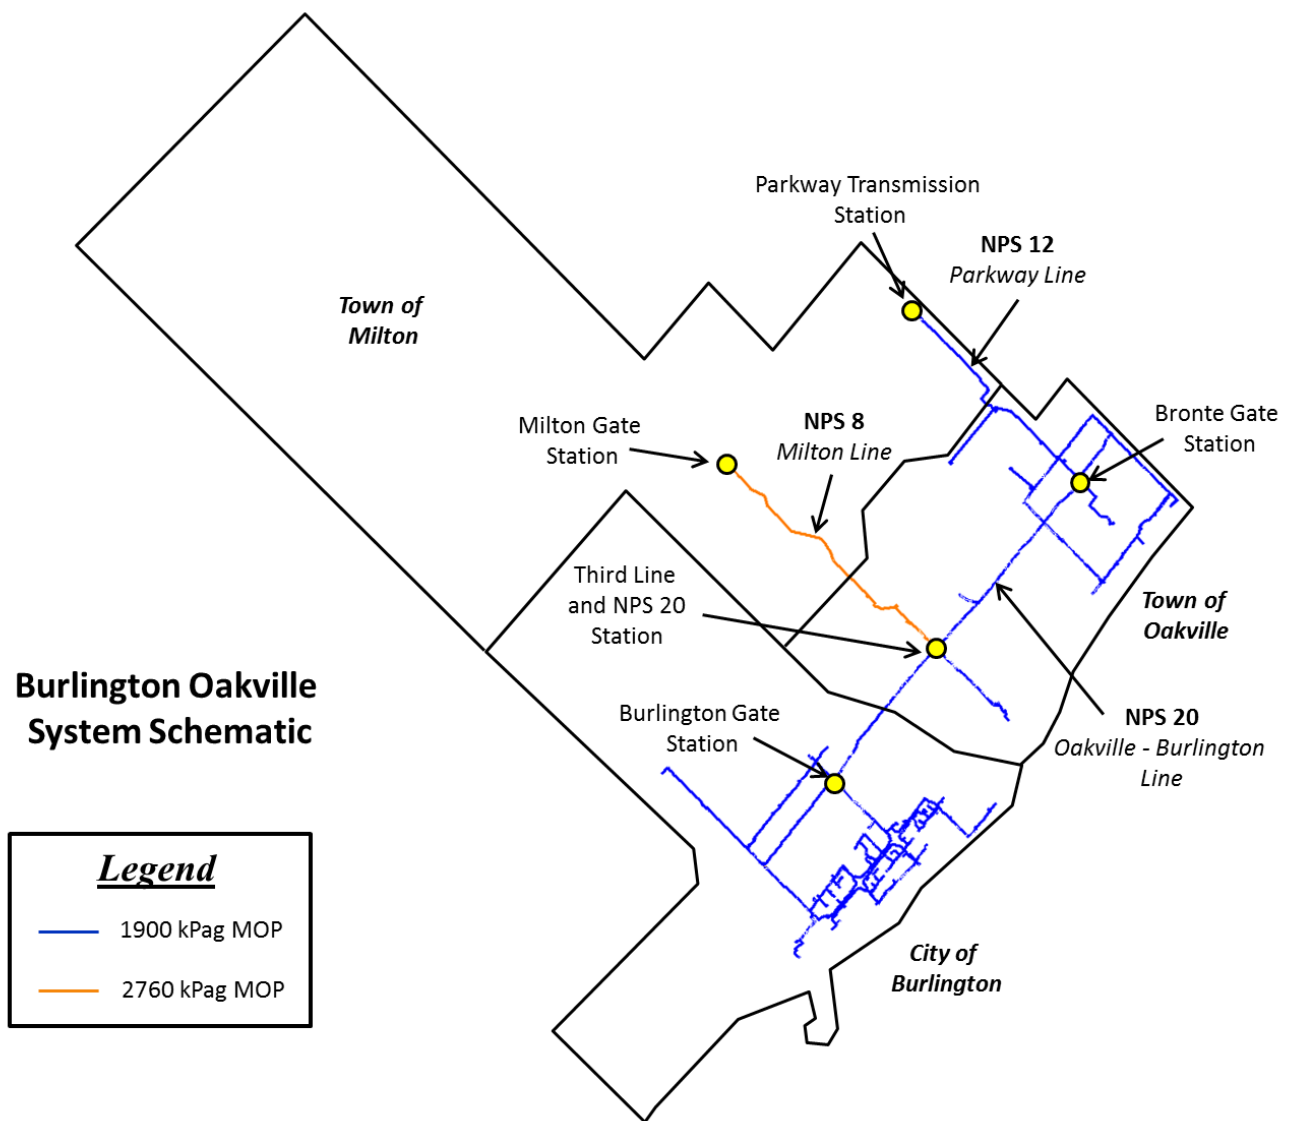 Parkway Transmission
Station
NPS 12
Parkway Line
Town of
Milton
Bronte Gate
Station
Milton Gate
Station
NPS 8
Milton Line
Third Line
and NPS 20
Station
Town of
Oakville
Burlington Oakville
System Schematic
Burlington Gate
Station
NPS 20
Oakville - Burlington
Line
Legend
1900 kPag MOP
2760 kPag MOP
City of
Burlington